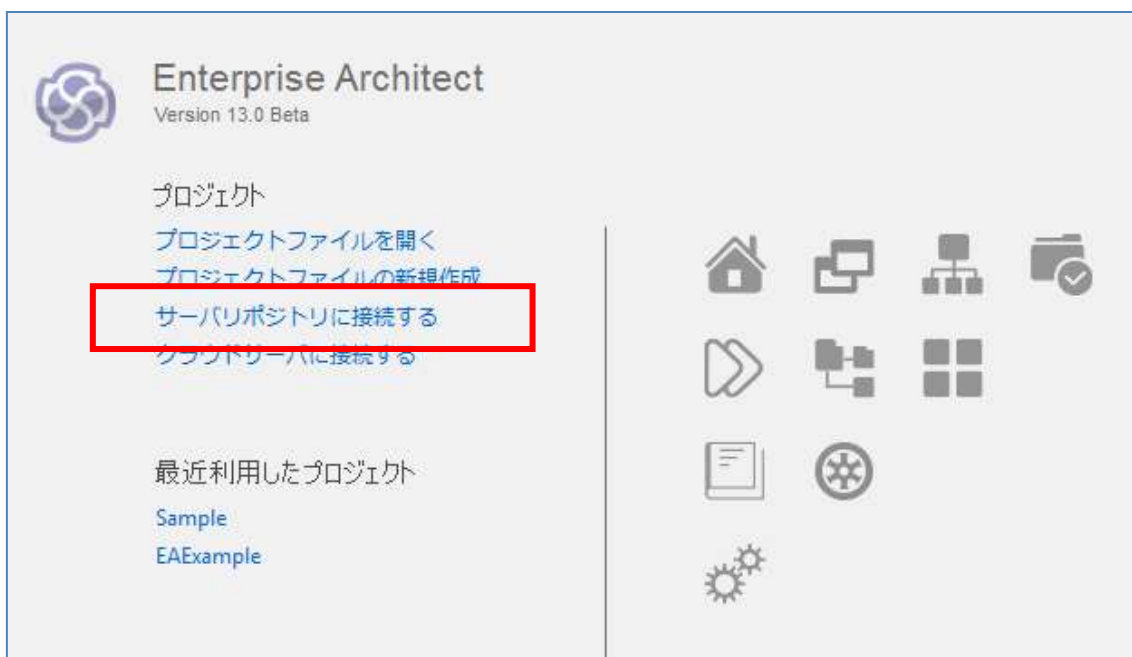 Enterprise Architect
Version 13.0 Beta
プロジェクト
プロジェクトファイルを開く
プロジェクトファイルの新規作成
サーバリポジトリに接続する
クラウドサーバに接続する
最近利用したプロジェクト
Sample
EAExample